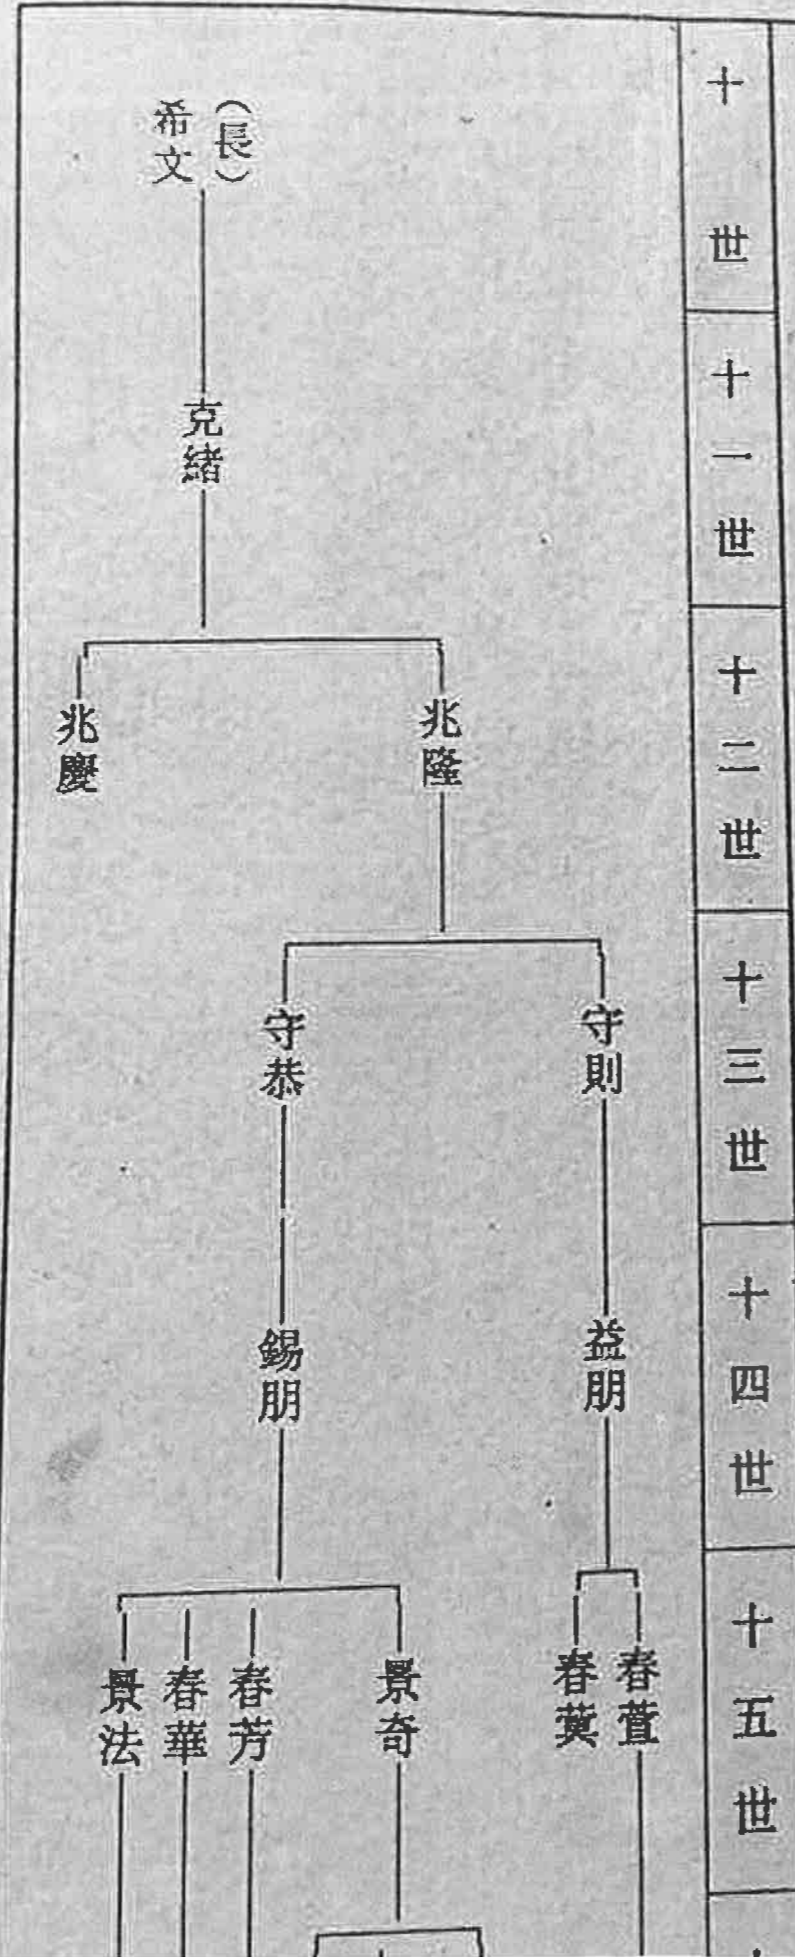 十世
十一世
十二世
十三世
十四世
十五世
(長)
希文
克緒
兆隆
兆慶
守則
守恭
益朋
錫朋
春萱
春蓂
景奇
春芳
春華
景法